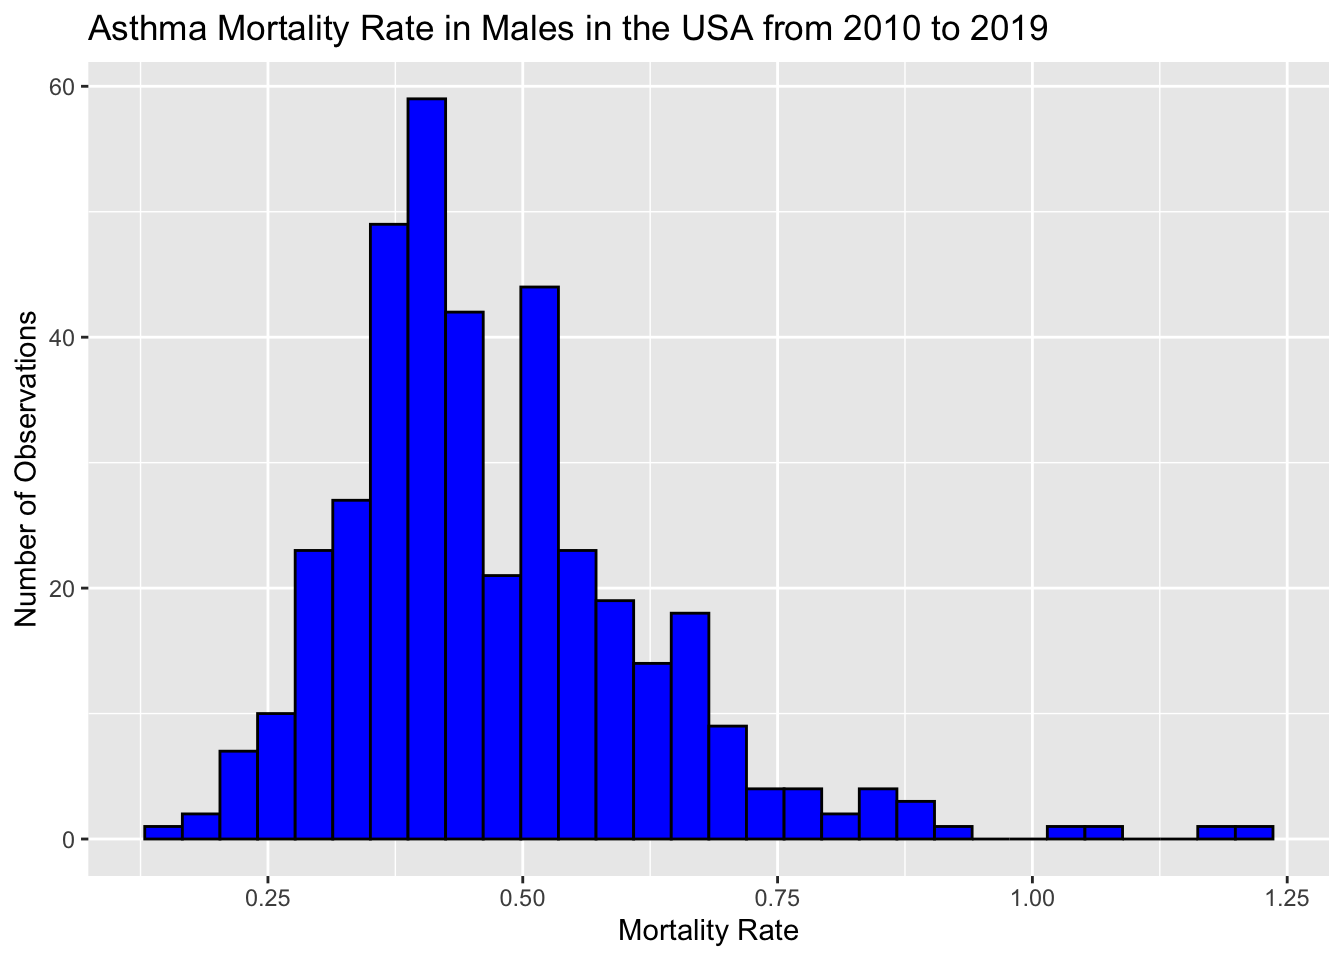 Asthma Mortality Rate in Males in the USA from 2010 to 2019
Number of Observations
60
40
20
0
0.25 0.50 0.75 1.00 1.25
Mortality Rate